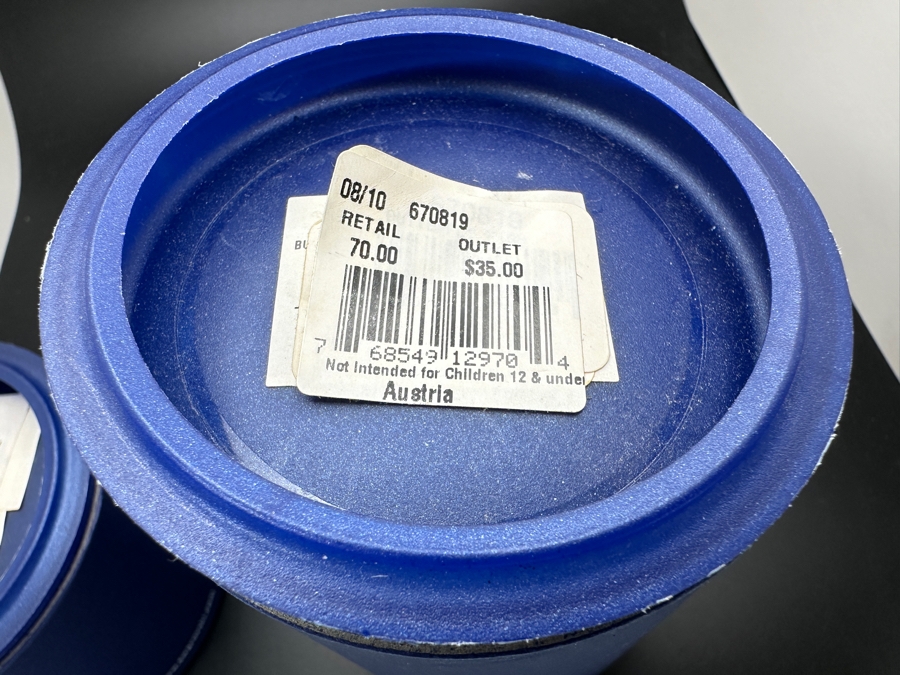 08/10 670819
RETAIL OUTLET
70.00 $35.00
7 68549 12970 4
Not Intended for Children 12 & unde
Austria
BU